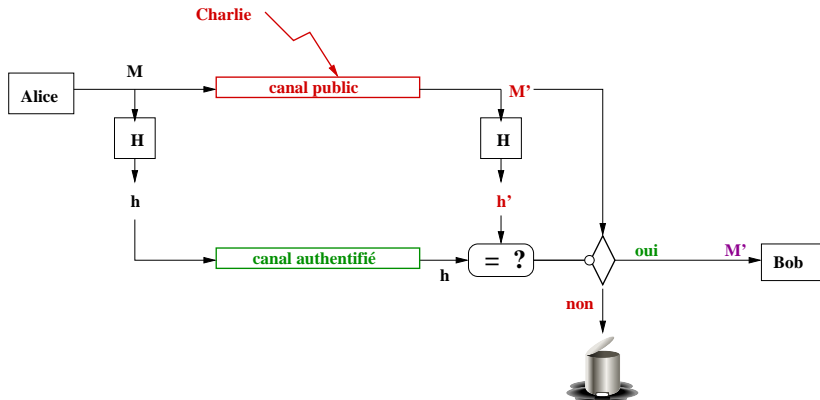 Charlie
M
Alice
canal public
M’
H
H
h
h’
canal authentifié
h
= ?
oui
M’
Bob
non